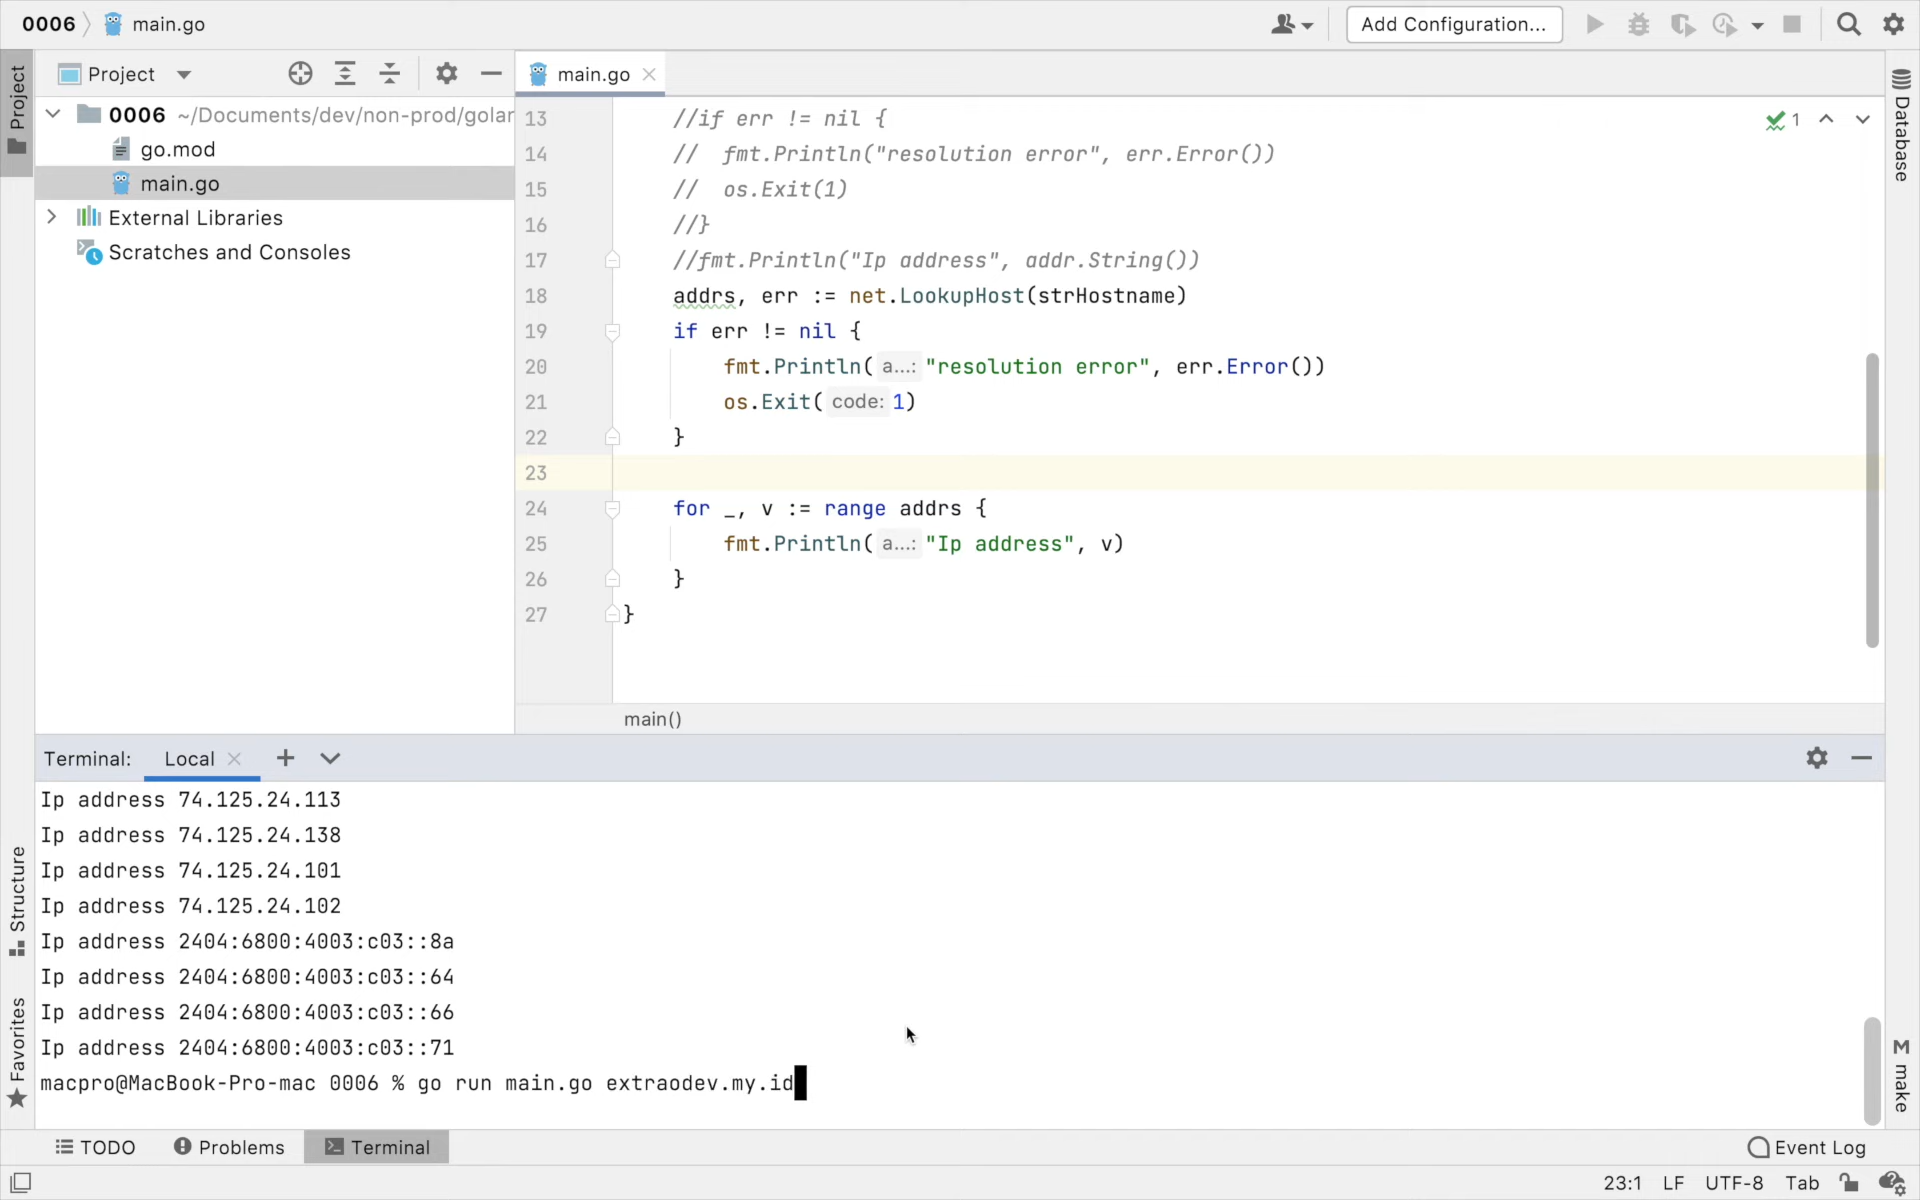 0006
main.go
Add Configuration...
Project
Project
main.go
Database
0006 ~/Documents/dev/non-prod/golar
go.mod
main.go
External Libraries
Scratches and Consoles
13 //if err != nil {
14 // fmt.Println("resolution error", err.Error())
15 // os.Exit(1)
16 //}
17 //fmt.Println("Ip address", addr.String())
18 addrs, err := net.LookupHost(strHostname)
19 if err != nil {
20 fmt.Println( a...: "resolution error", err.Error())
21 os.Exit( code: 1)
22 }
23
24 for _, v := range addrs {
25 fmt.Println( a...: "Ip address", v)
26 }
27 }
1
main()
Terminal: Local
Ip address 74.125.24.113
Ip address 74.125.24.138
Ip address 74.125.24.101
Ip address 74.125.24.102
Ip address 2404:6800:4003:c03::8a
Ip address 2404:6800:4003:c03::64
Ip address 2404:6800:4003:c03::66
Ip address 2404:6800:4003:c03::71
macpro@MacBook-Pro-mac 0006 % go run main.go extraodev.my.id
Structure
Favorites
M make
TODO
Problems
Terminal
Event Log
23:1 LF UTF-8 Tab